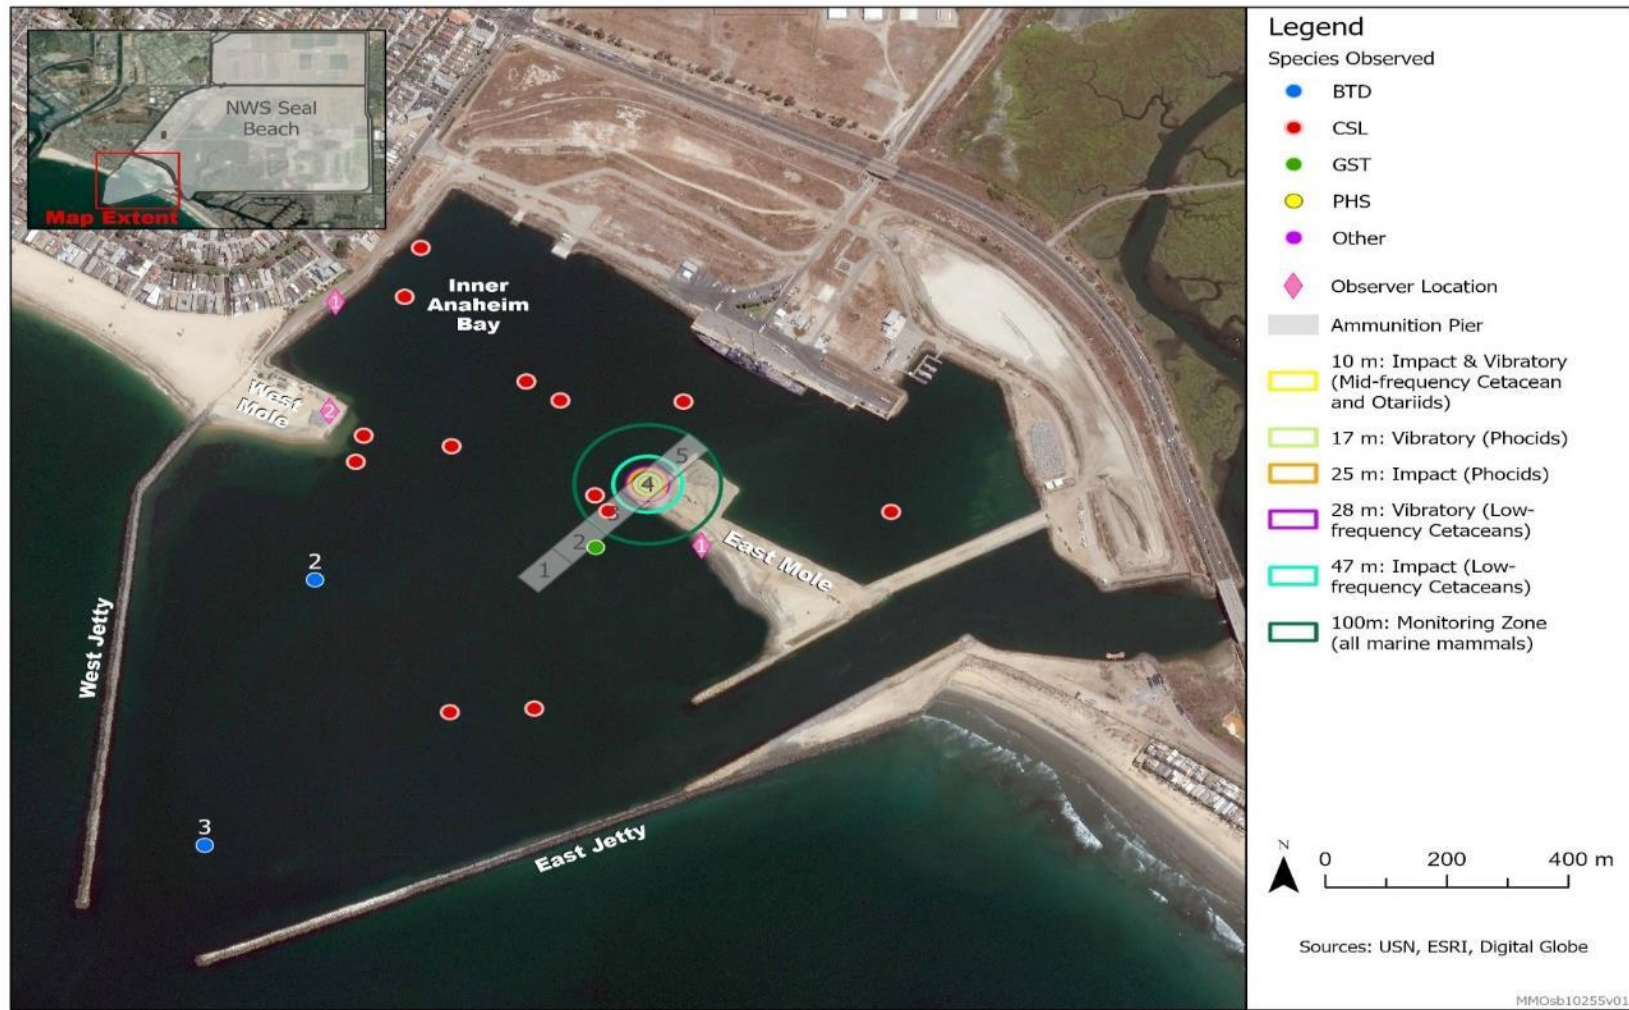 NWS Seal
Beach
Map Extent
Inner
Anaheim
Bay
1
West
Mole
2
5
4
3
2
1
1
East Mole
2
West Jetty
3
East Jetty
Legend
Species Observed
BTD
CSL
GST
PHS
Other
Observer Location
Ammunition Pier
10 m: Impact & Vibratory
(Mid-frequency Cetacean
and Otariids)
17 m: Vibratory (Phocids)
25 m: Impact (Phocids)
28 m: Vibratory (Low-
frequency Cetaceans)
47 m: Impact (Low-
frequency Cetaceans)
100m: Monitoring Zone
(all marine mammals)
N
0 200 400 m
Sources: USN, ESRI, Digital Globe
MMOsb10255v01